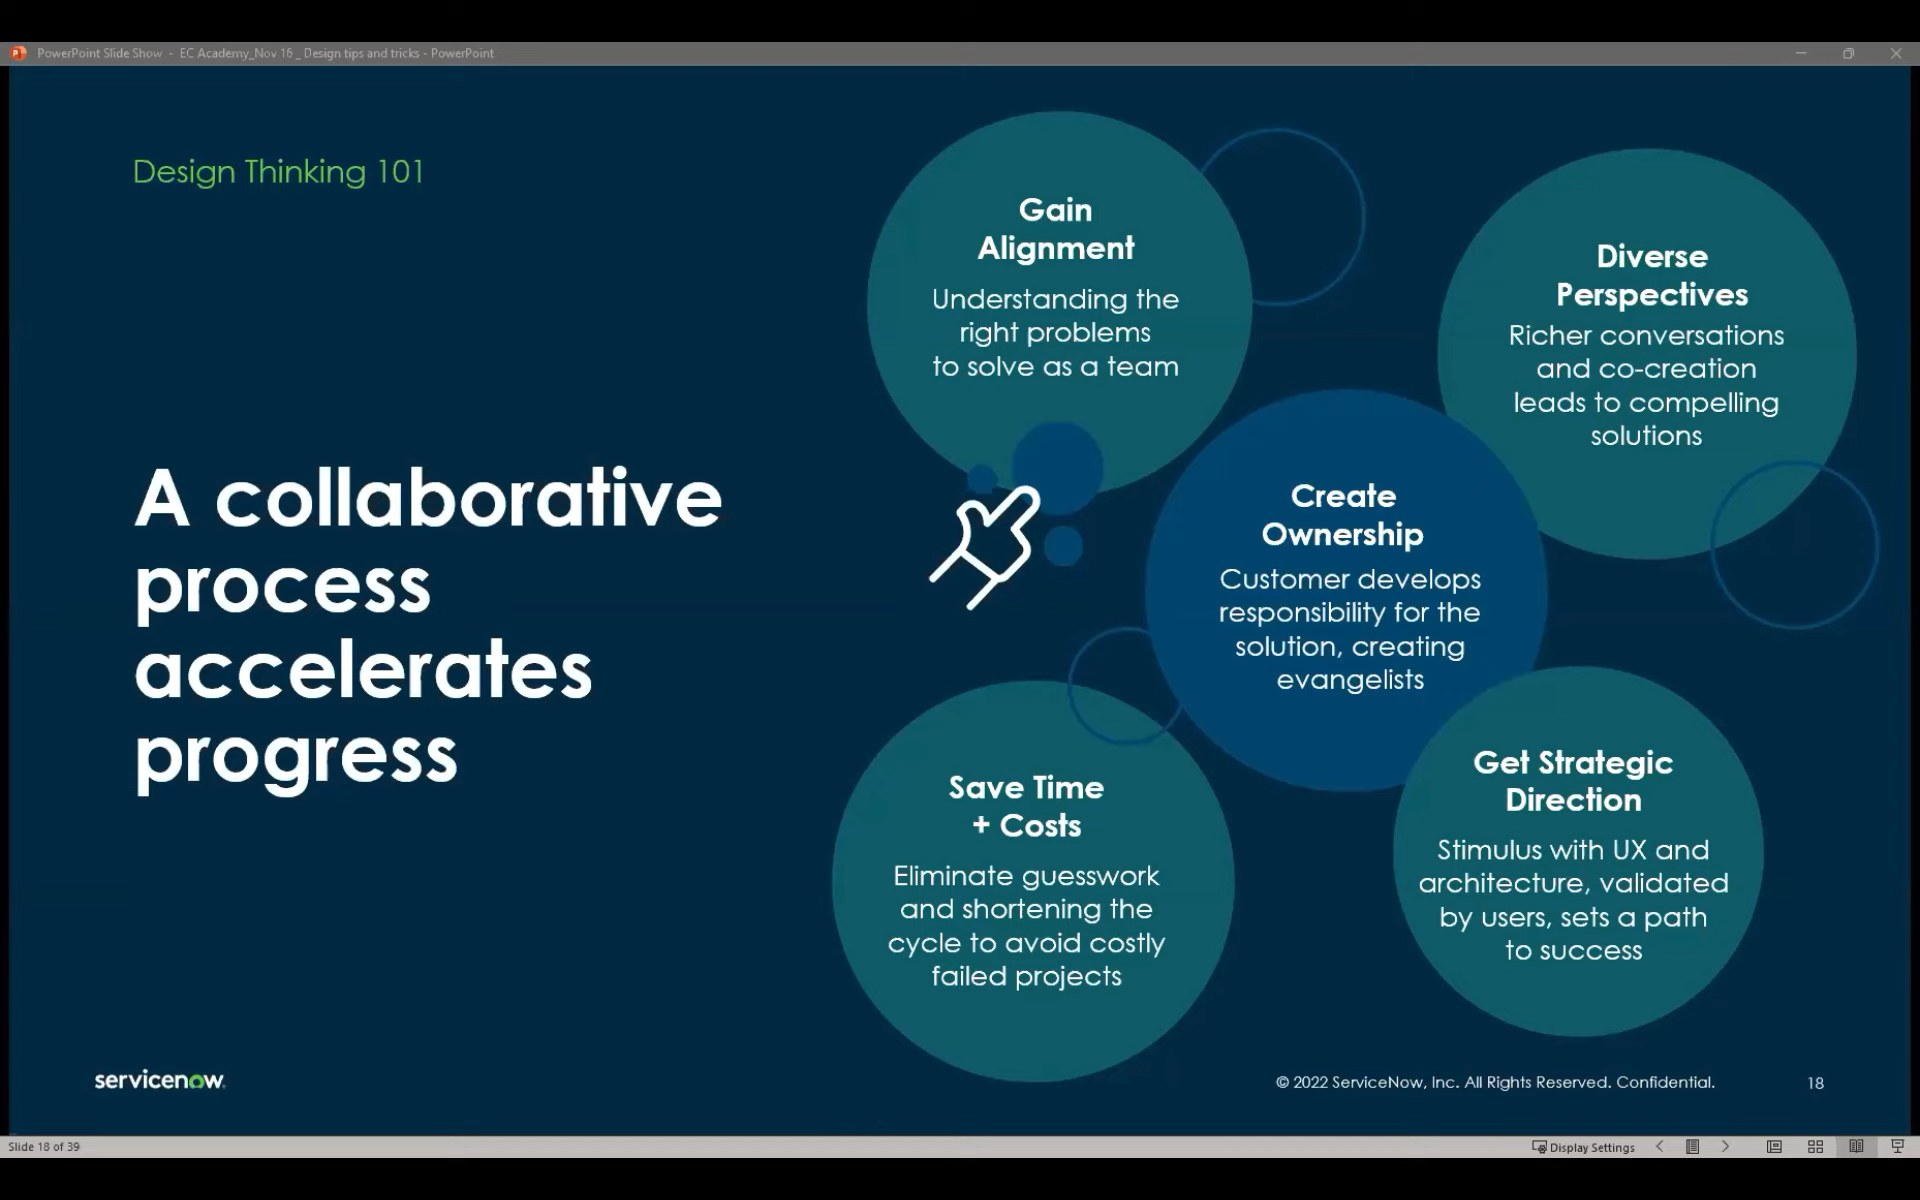 PowerPoint Slide Show - EC Academy_Nov 16 _ Design tips and tricks - PowerPoint
Design Thinking 101
A collaborative
process
accelerates
progress
Gain
Alignment
Understanding the
right problems
to solve as a team
Diverse
Perspectives
Richer conversations
and co-creation
leads to compelling
solutions
Create
Ownership
Customer develops
responsibility for the
solution, creating
evangelists
Save Time
+ Costs
Eliminate guesswork
and shortening the
cycle to avoid costly
failed projects
Get Strategic
Direction
Stimulus with UX and
architecture, validated
by users, sets a path
to success
servicenow.
© 2022 ServiceNow, Inc. All Rights Reserved. Confidential.
18
Slide 18 of 39
Display Settings